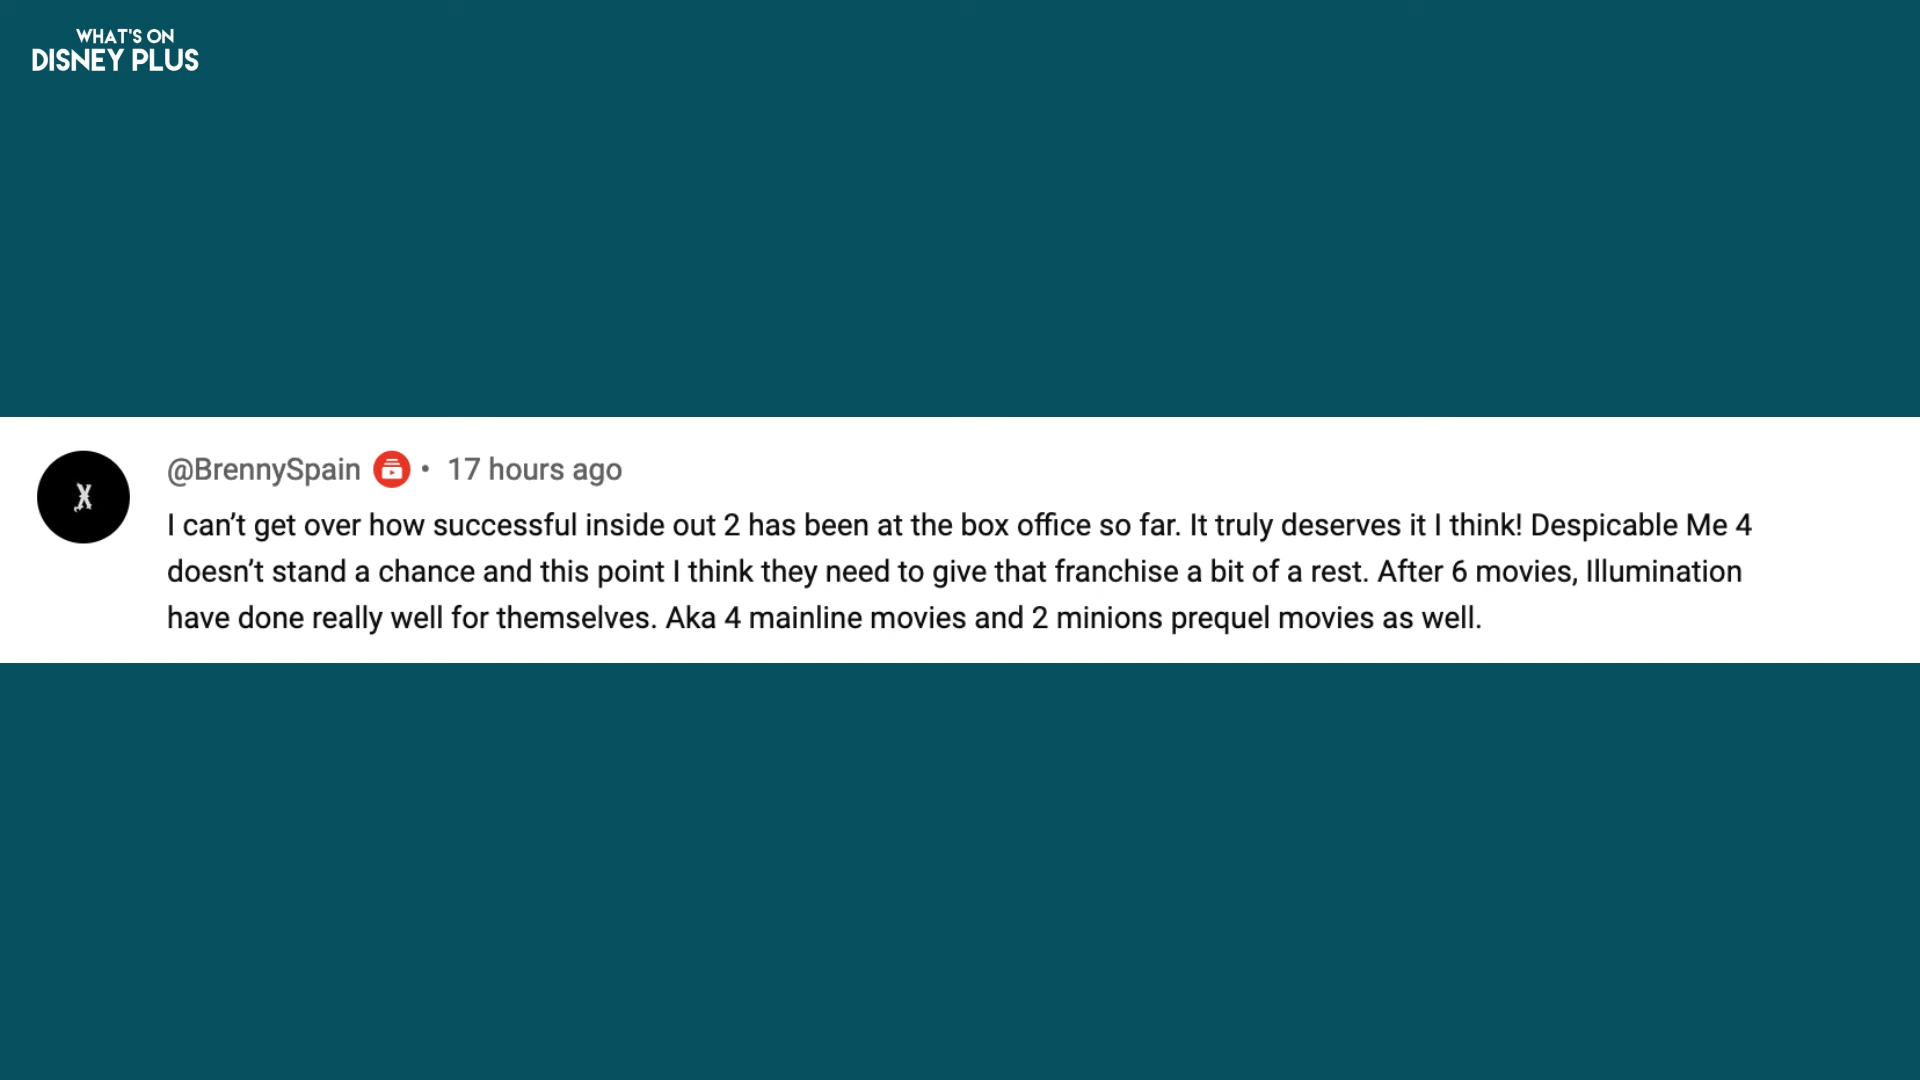 WHAT'S ON
DISNEY PLUS
@BrennySpain • 17 hours ago
I can’t get over how successful inside out 2 has been at the box office so far. It truly deserves it I think! Despicable Me 4
doesn’t stand a chance and this point I think they need to give that franchise a bit of a rest. After 6 movies, Illumination
have done really well for themselves. Aka 4 mainline movies and 2 minions prequel movies as well.